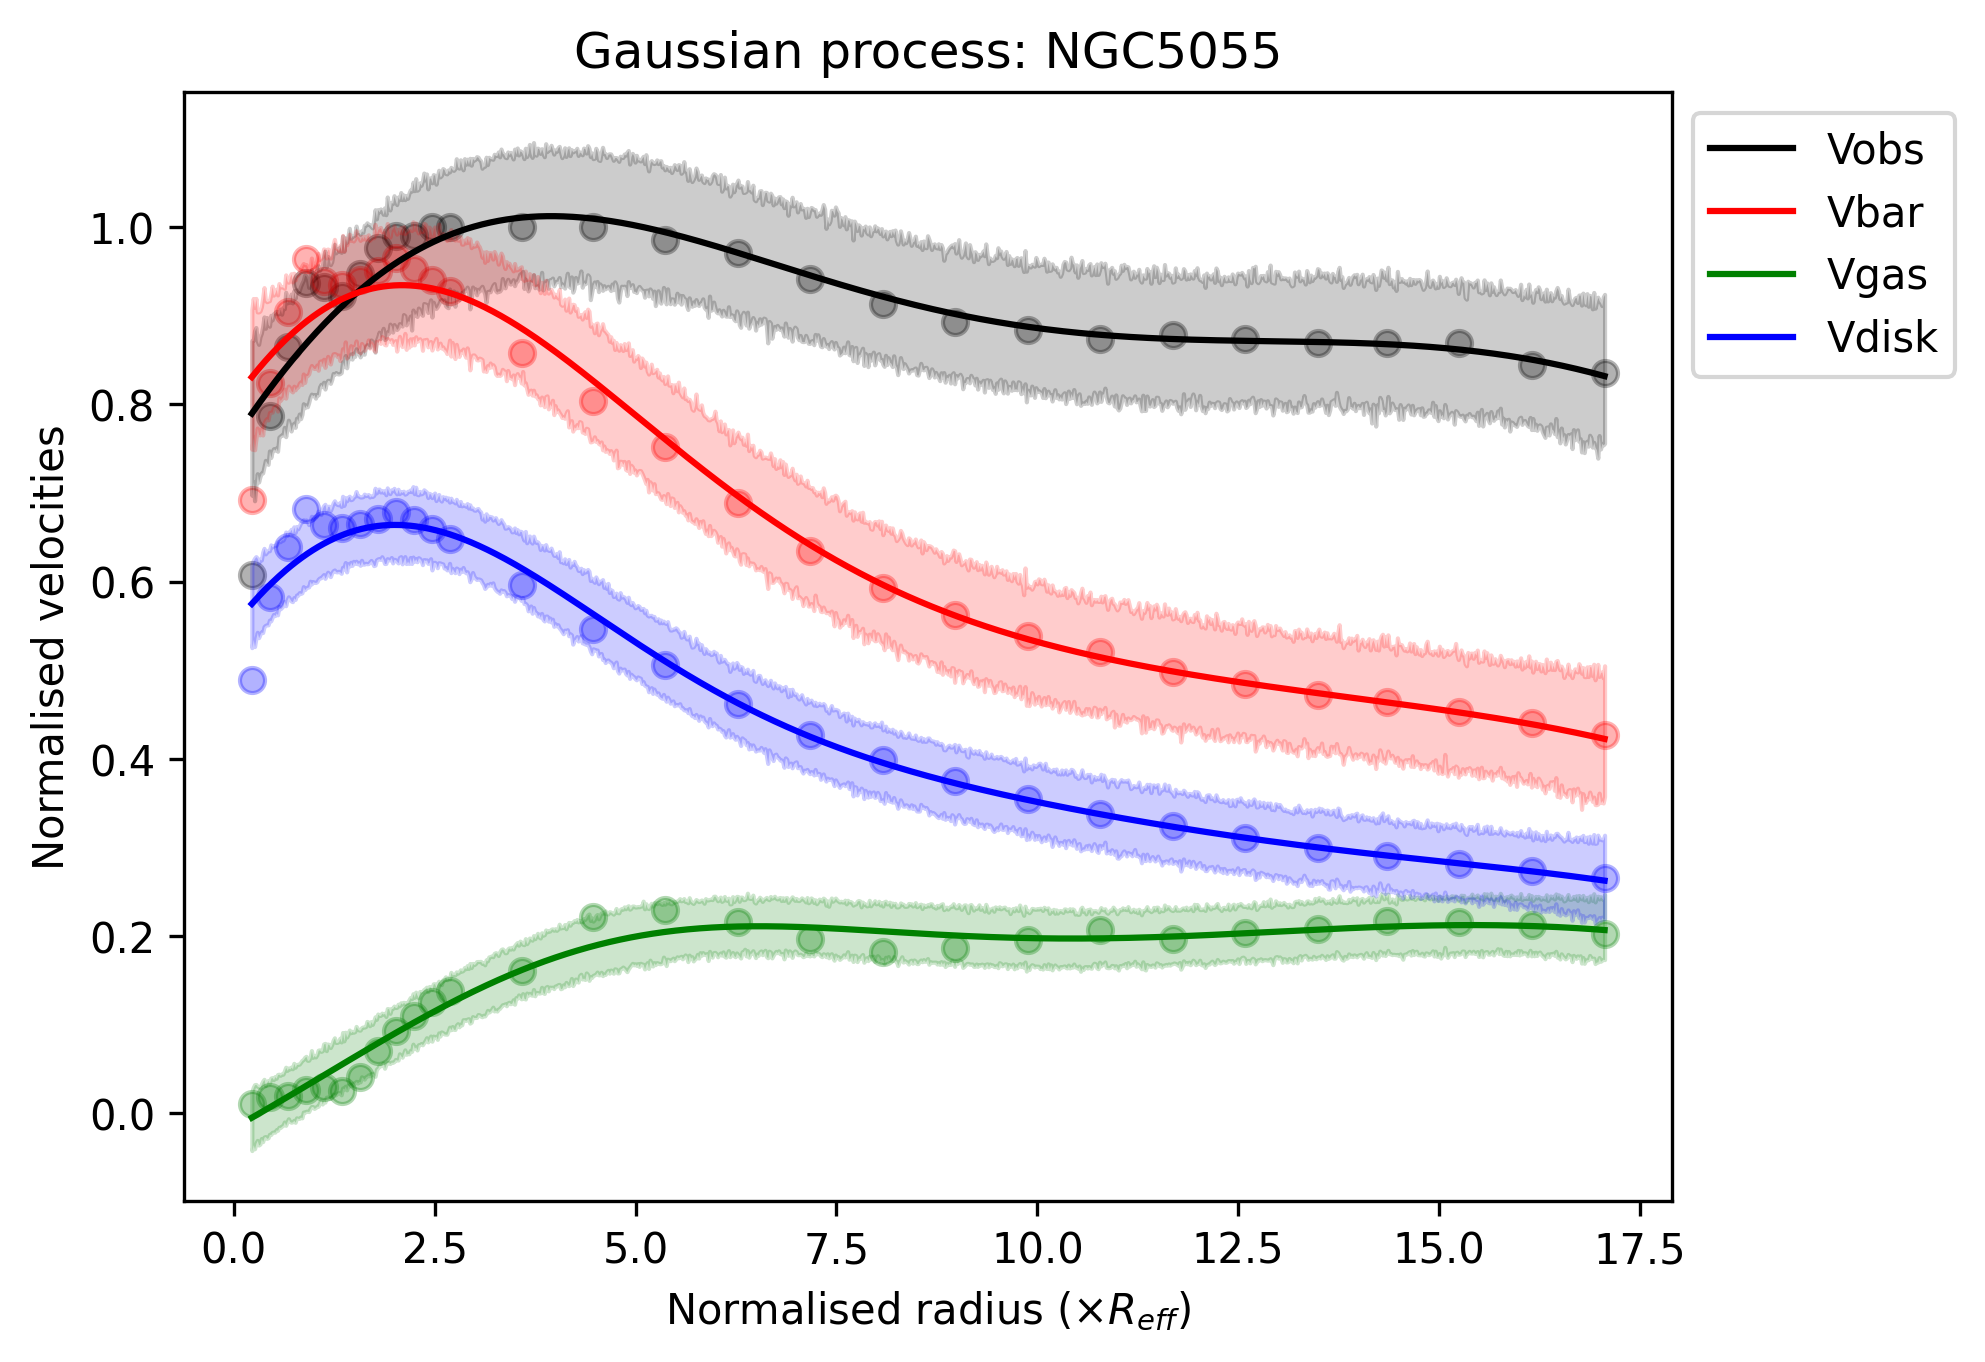 Gaussian process: NGC5055
Vobs
Vbar
Vgas
Vdisk
Normalised velocities
1.0
0.8
0.6
0.4
0.2
0.0
0.0 2.5 5.0 7.5 10.0 12.5 15.0 17.5
Normalised radius (×R_eff)